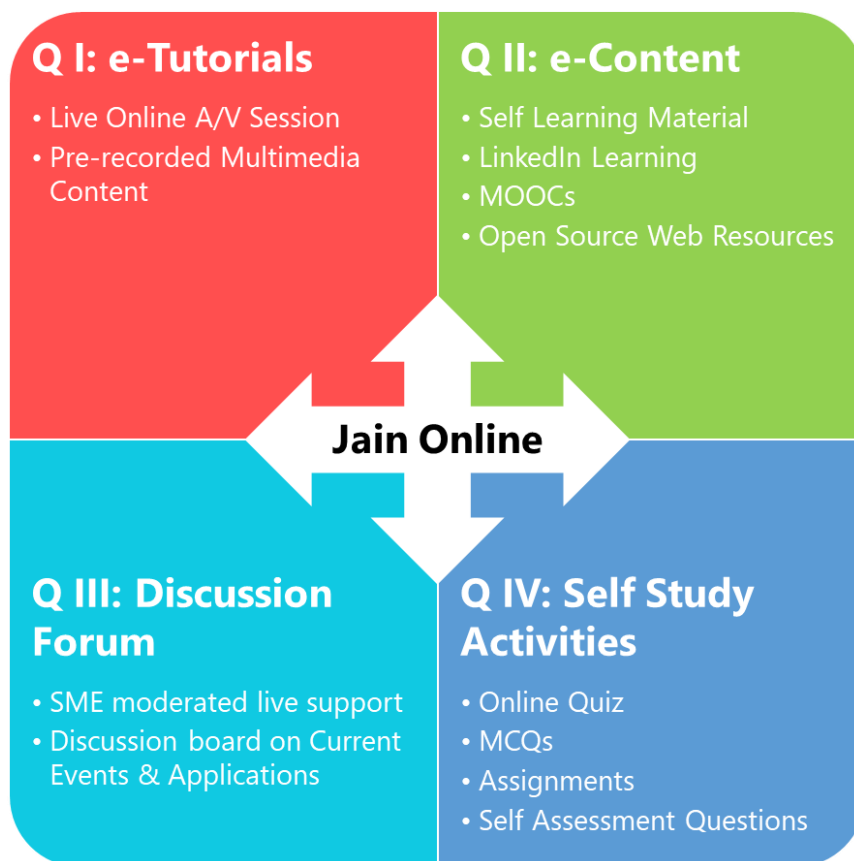 Q I: e-Tutorials
• Live Online A/V Session
• Pre-recorded Multimedia
Content
Q II: e-Content
• Self Learning Material
• LinkedIn Learning
• MOOCs
• Open Source Web Resources
Jain Online
Q III: Discussion
Forum
• SME moderated live support
• Discussion board on Current
Events & Applications
Q IV: Self Study
Activities
• Online Quiz
• MCQs
• Assignments
• Self Assessment Questions